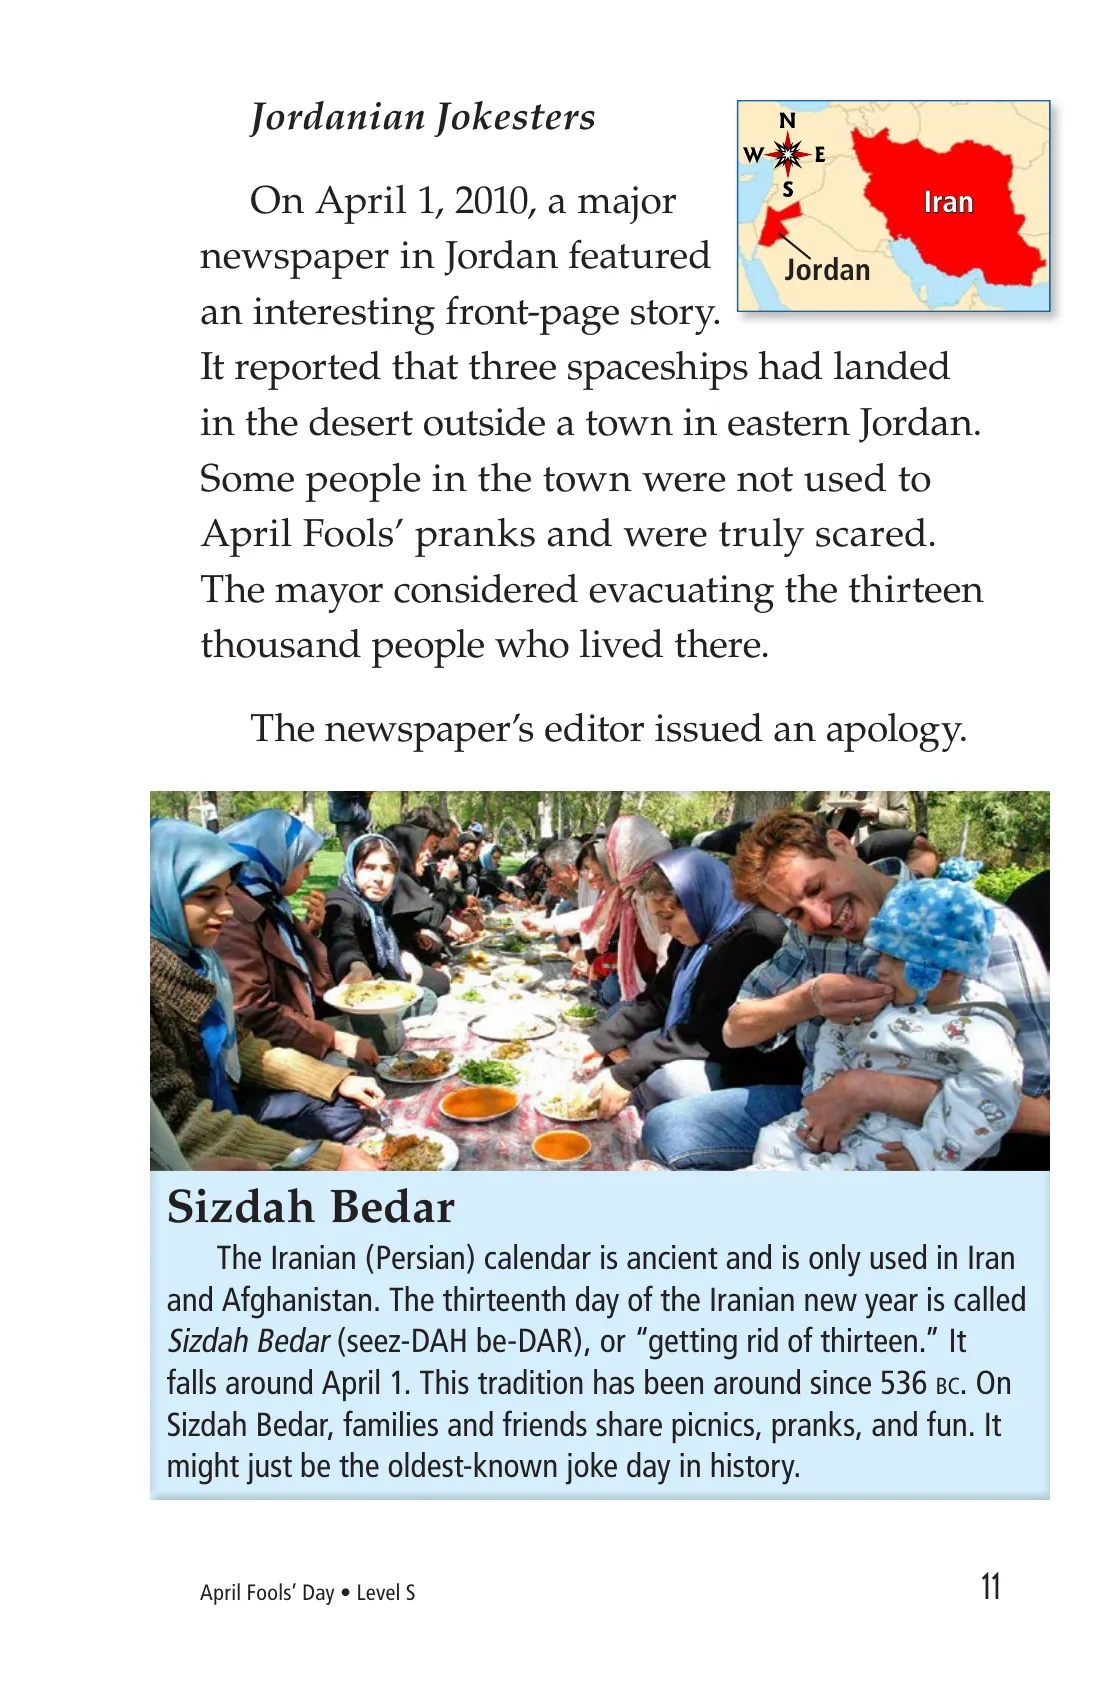 Jordanian Jokesters
On April 1, 2010, a major
newspaper in Jordan featured
an interesting front-page story.
It reported that three spaceships had landed
in the desert outside a town in eastern Jordan.
Some people in the town were not used to
April Fools’ pranks and were truly scared.
The mayor considered evacuating the thirteen
thousand people who lived there.
The newspaper’s editor issued an apology.
N
W E
S
Iran
Jordan
Sizdah Bedar
The Iranian (Persian) calendar is ancient and is only used in Iran
and Afghanistan. The thirteenth day of the Iranian new year is called
Sizdah Bedar (seez-DAH be-DAR), or “getting rid of thirteen.” It
falls around April 1. This tradition has been around since 536 BC. On
Sizdah Bedar, families and friends share picnics, pranks, and fun. It
might just be the oldest-known joke day in history.
April Fools’ Day • Level S
11